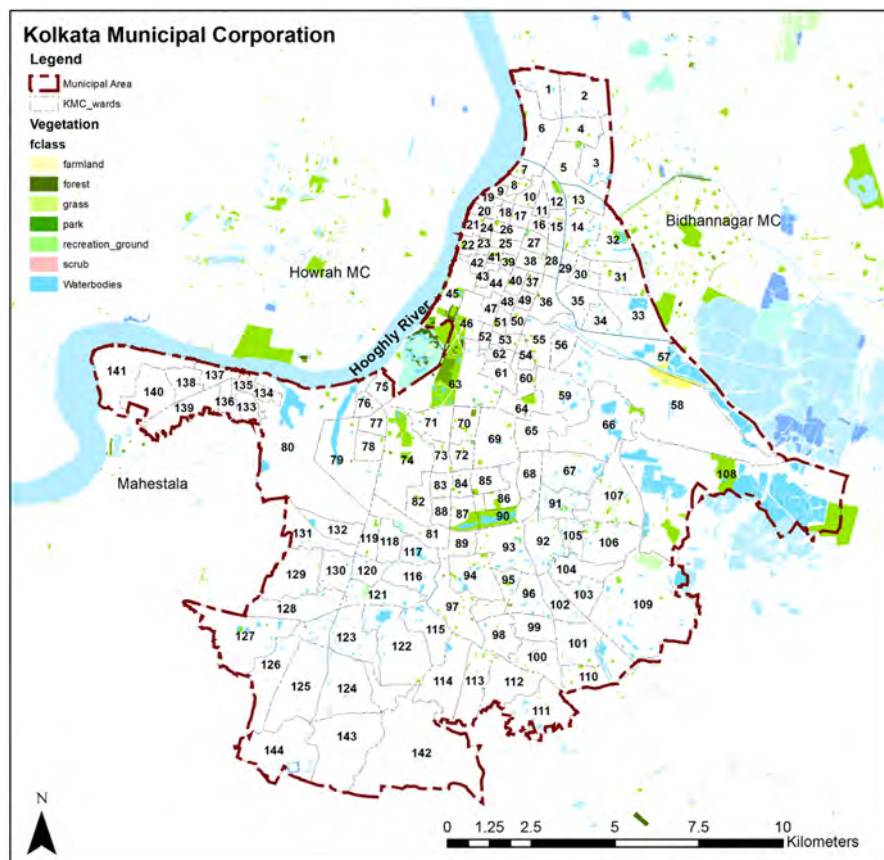 Kolkata Municipal Corporation
Legend
Municipal Area
KMC_wards
Vegetation
fclass
farmland
forest
grass
park
recreation_ground
scrub
Waterbodies
1 2
6 4
5 3
7
8
9 10 12 13
19
20 18 17 11
21 24 26 16 15 14 32
Bidhannagar MC
22 23 25 27
41
42 39 38 28
Howrah MC
43 29 30 31
44 40 37
45
48 49 36 35
47 33
46 51 50 34
Hooghly River
52 53 55 56
57
62 54
61 60
141 138 137 135
140 134
139 136 133
75 63
76 59 58
64
77 71 70 65 66
80 79 78 74 73 72 69
Mahestala
68 67 108
83 84 85
82 86 91 107
88 87 90
131 132 119 118 81 89 93 92 105 106
117
129 130 120 116 94 104
95
121 96 103
128 97 102 109
127 123 115 99
122 98 101
126 100
125 124 114 113 112 110
111
144 143 142
N
0 1.25 2.5 5 7.5 10
Kilometers